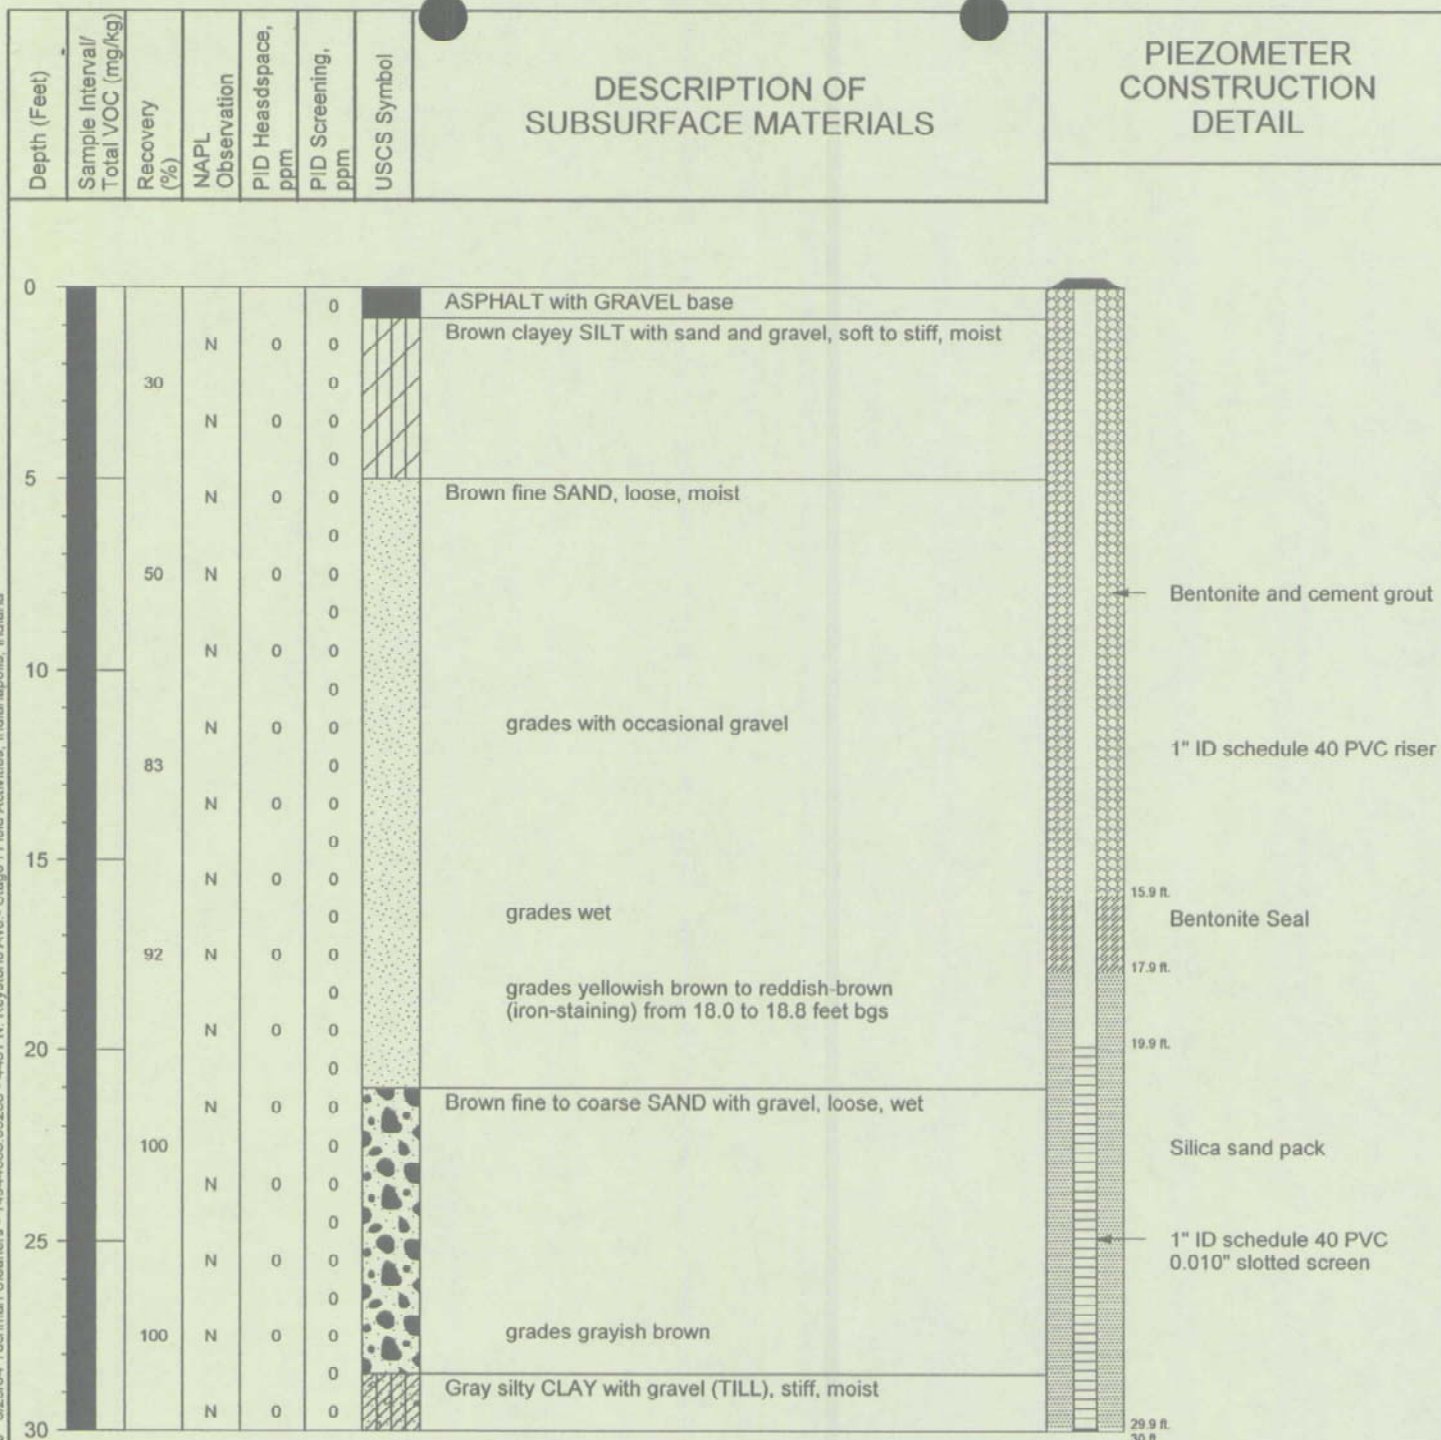 Depth (Feet)
Sample Interval/
Total VOC (mg/kg)
Recovery
(%)
NAPL
Observation
PID Heasdspace,
ppm
PID Screening,
ppm
USCS Symbol
DESCRIPTION OF
SUBSURFACE MATERIALS
PIEZOMETER
CONSTRUCTION
DETAIL
0
0 ASPHALT with GRAVEL base
N 0 0 Brown clayey SILT with sand and gravel, soft to stiff, moist
30 0
N 0 0
0
5
N 0 0 Brown fine SAND, loose, moist
0
50 N 0 0
0 Bentonite and cement grout
N 0 0
10
0
N 0 0 grades with occasional gravel
83 0 1" ID schedule 40 PVC riser
N 0 0
0
15
N 0 0 15.9 ft.
0 grades wet Bentonite Seal
92 N 0 0 17.9 ft.
0 grades yellowish brown to reddish-brown
(iron-staining) from 18.0 to 18.8 feet bgs
N 0 0
20 19.9 ft.
0
N 0 0 Brown fine to coarse SAND with gravel, loose, wet
100 0 Silica sand pack
N 0 0
0
25 1" ID schedule 40 PVC
N 0 0 0.010" slotted screen
0
100 N 0 0 grades grayish brown
0
Gray silty CLAY with gravel (TILL), stiff, moist
N 0 0
29.9 ft.
30 30 ft.